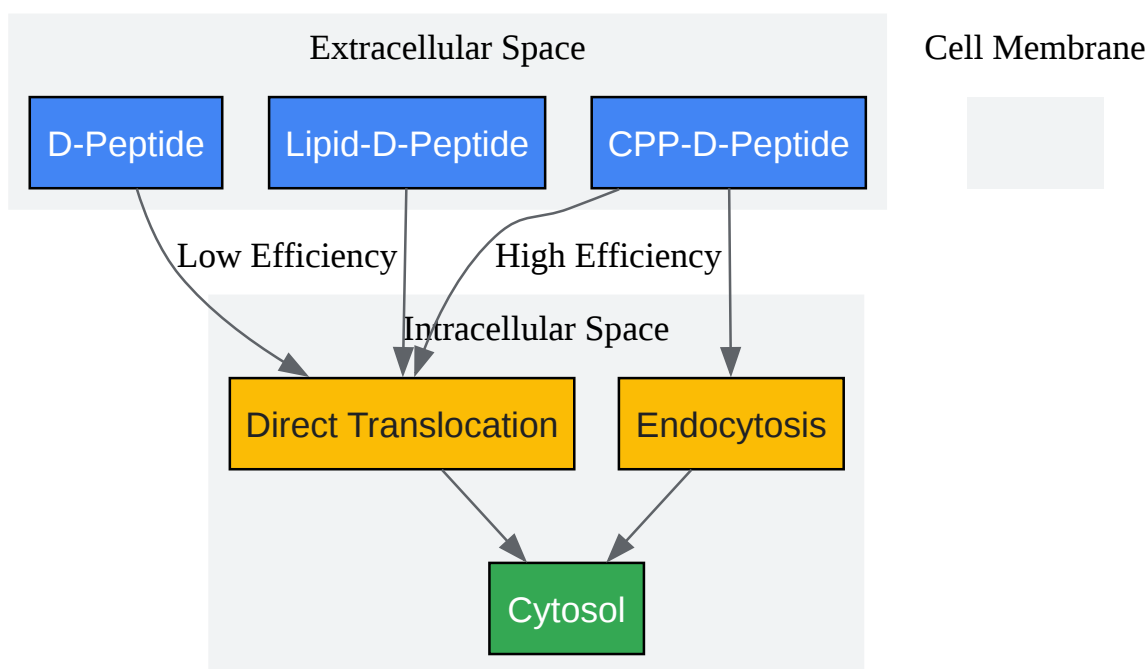 Extracellular Space
Cell Membrane
D-Peptide
Lipid-D-Peptide
CPP-D-Peptide
Low Efficiency
High Efficiency
Intracellular Space
Direct Translocation
Endocytosis
Cytosol